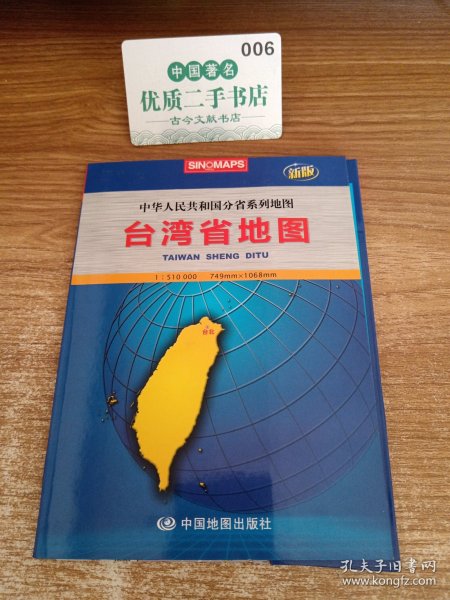 006
中国著名
优质二手书店
古今文献书店
SINOMAPS
新版
中华人民共和国分省系列地图
台湾省地图
TAIWAN SHENG DITU
1:510 000 749mm×1068mm
台北
中国地图出版社
孔夫子旧书网
www.kongfz.com